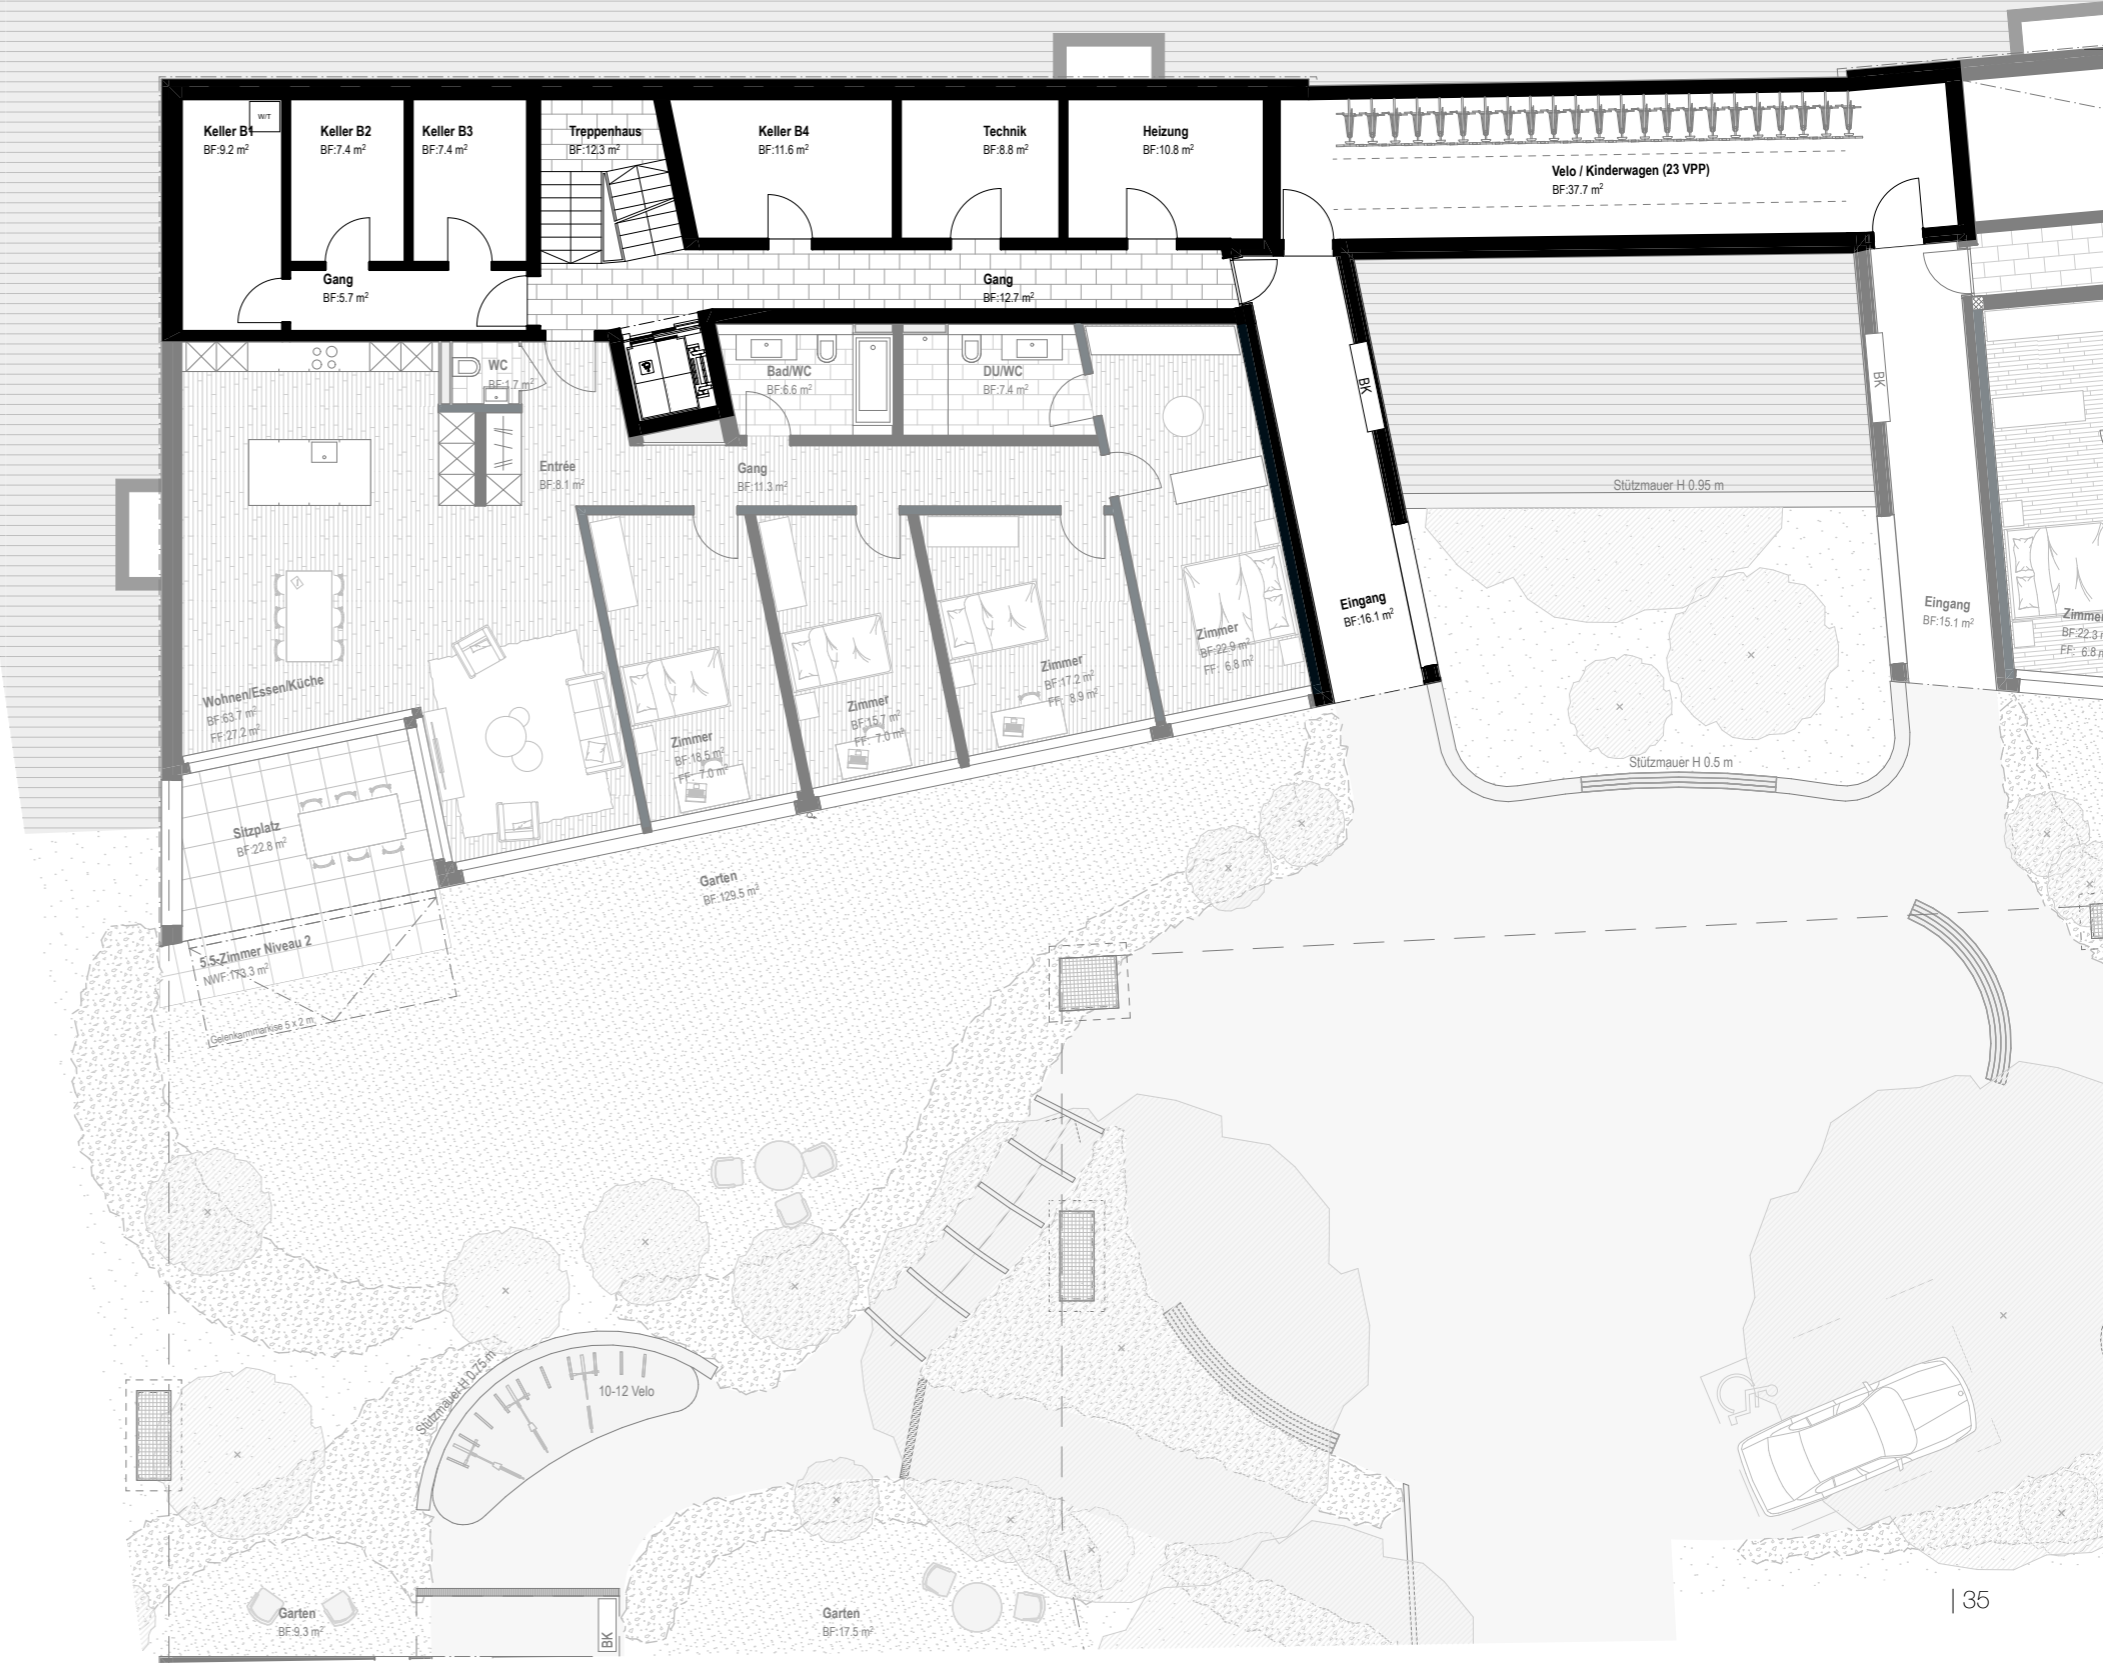 Keller B1
BF:9.2 m²
W/T
Keller B2
BF:7.4 m²
Keller B3
BF:7.4 m²
Treppenhaus
BF:12.3 m²
Keller B4
BF:11.6 m²
Technik
BF:8.8 m²
Heizung
BF:10.8 m²
Velo / Kinderwagen (23 VPP)
BF:37.7 m²
Gang
BF:5.7 m²
Gang
BF:12.7 m²
WC
BF:1.7 m²
Bad/WC
BF:6.6 m²
DU/WC
BF:7.4 m²
BK
BK
Entrée
BF:8.1 m²
Gang
BF:11.3 m²
Stützmauer H 0.95 m
Eingang
BF:16.1 m²
Eingang
BF:15.1 m²
Zimmer
BF:22.9 m²
FF: 6.8 m²
Zimmer
BF:22.3
FF: 6.8
Zimmer
BF:17.2 m²
FF: 8.9 m²
Wohnen/Essen/Küche
BF:63.7 m²
FF:27.2 m²
Zimmer
BF:15.7 m²
FF: 7.0 m²
Zimmer
BF:18.5 m²
FF: 7.0 m²
Stützmauer H 0.5 m
Sitzplatz
BF:22.8 m²
Garten
BF:129.5 m²
5.5-Zimmer Niveau 2
NWF:173.3 m²
Gelenkarmmarkise 5 x 2 m
Stützmauer H 0.75 m
10-12 Velo
Garten
BF:9.3 m²
BK
Garten
BF:17.5 m²
| 35